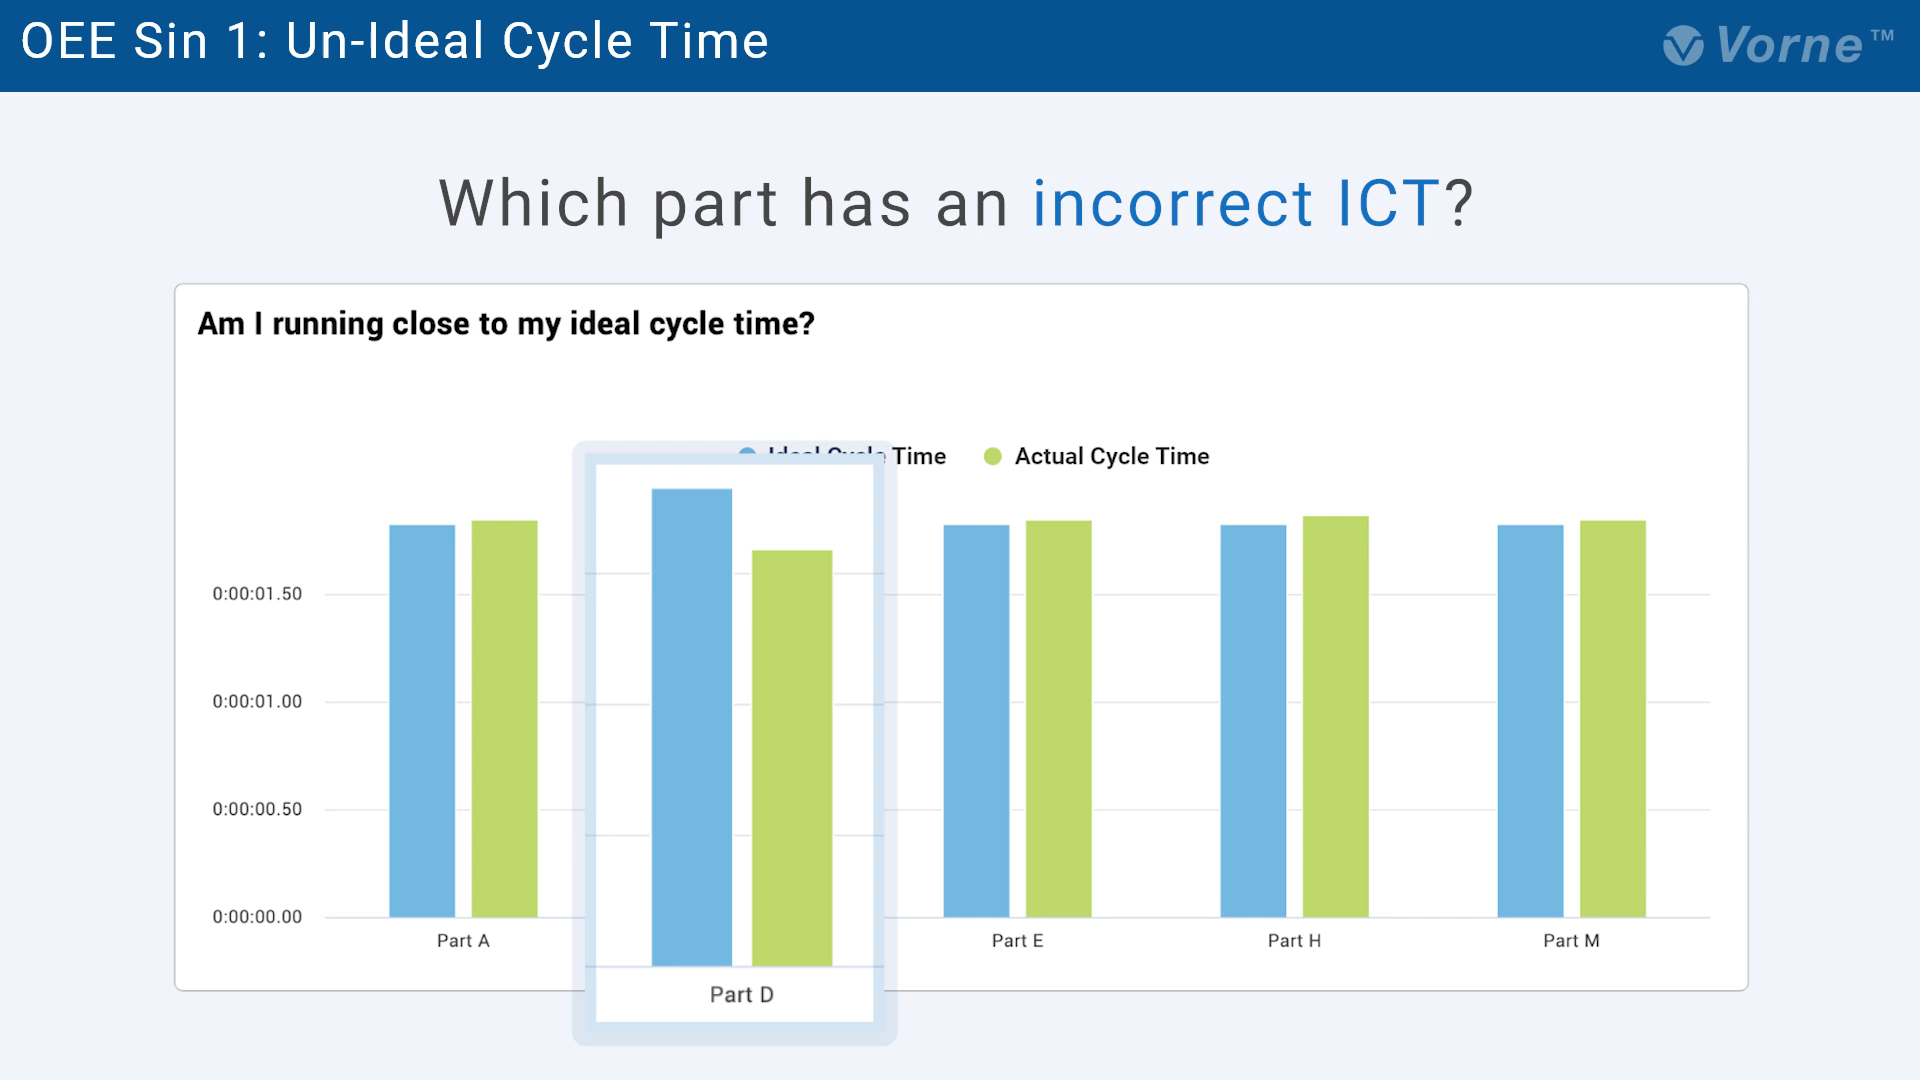 OEE Sin 1: Un-Ideal Cycle Time
Vorne™
Which part has an incorrect ICT?
Am I running close to my ideal cycle time?
Ideal Cycle Time
Actual Cycle Time
0:00:01.50
0:00:01.00
0:00:00.50
0:00:00.00
Part A
Part D
Part E
Part H
Part M